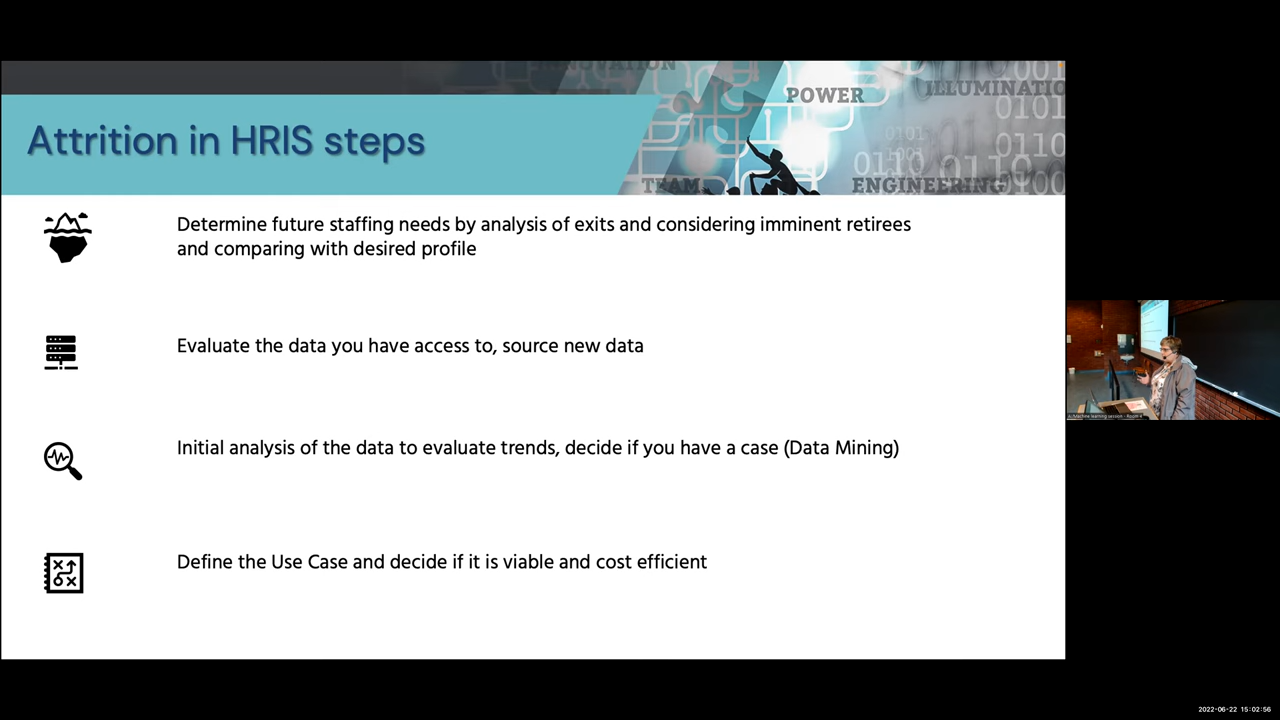 INNOVATION
POWER
ILLUMINATIO
TEAM
ENGINEERING
Attrition in HRIS steps
Determine future staffing needs by analysis of exits and considering imminent retirees
and comparing with desired profile
Evaluate the data you have access to, source new data
Initial analysis of the data to evaluate trends, decide if you have a case (Data Mining)
Define the Use Case and decide if it is viable and cost efficient
2022-06-22 15:02:56